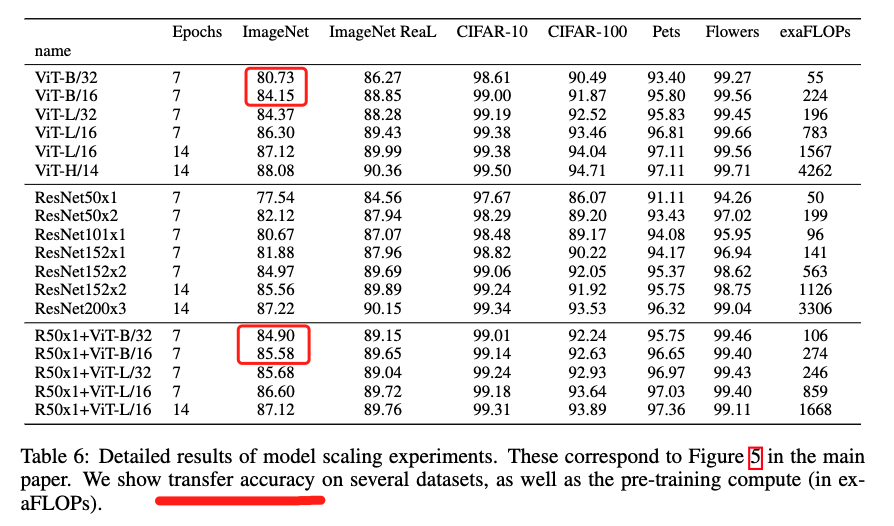 Epochs ImageNet ImageNet ReaL CIFAR-10 CIFAR-100 Pets Flowers exaFLOPs
name
ViT-B/32 7 80.73 86.27 98.61 90.49 93.40 99.27 55
ViT-B/16 7 84.15 88.85 99.00 91.87 95.80 99.56 224
ViT-L/32 7 84.37 88.28 99.19 92.52 95.83 99.45 196
ViT-L/16 7 86.30 89.43 99.38 93.46 96.81 99.66 783
ViT-L/16 14 87.12 89.99 99.38 94.04 97.11 99.56 1567
ViT-H/14 14 88.08 90.36 99.50 94.71 97.11 99.71 4262
ResNet50x1 7 77.54 84.56 97.67 86.07 91.11 94.26 50
ResNet50x2 7 82.12 87.94 98.29 89.20 93.43 97.02 199
ResNet101x1 7 80.67 87.07 98.48 89.17 94.08 95.95 96
ResNet152x1 7 81.88 87.96 98.82 90.22 94.17 96.94 141
ResNet152x2 7 84.97 89.69 99.06 92.05 95.37 98.62 563
ResNet152x2 14 85.56 89.89 99.24 91.92 95.75 98.75 1126
ResNet200x3 14 87.22 90.15 99.34 93.53 96.32 99.04 3306
R50x1+ViT-B/32 7 84.90 89.15 99.01 92.24 95.75 99.46 106
R50x1+ViT-B/16 7 85.58 89.65 99.14 92.63 96.65 99.40 274
R50x1+ViT-L/32 7 85.68 89.04 99.24 92.93 96.97 99.43 246
R50x1+ViT-L/16 7 86.60 89.72 99.18 93.64 97.03 99.40 859
R50x1+ViT-L/16 14 87.12 89.76 99.31 93.89 97.36 99.11 1668
Table 6: Detailed results of model scaling experiments. These correspond to Figure 5 in the main
paper. We show transfer accuracy on several datasets, as well as the pre-training compute (in ex-
aFLOPs).